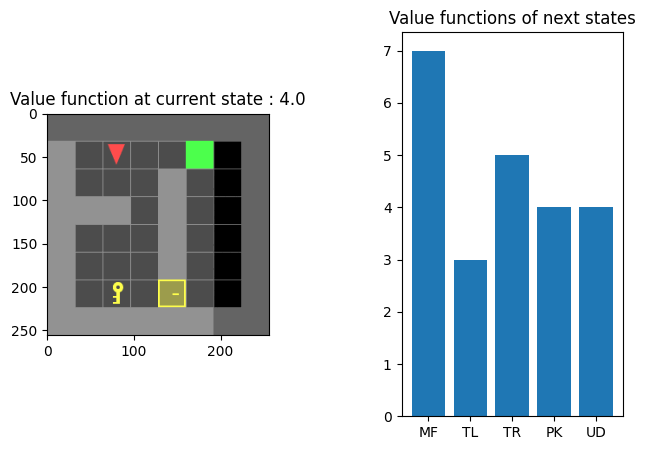 Value function at current state : 4.0
0
50
100
150
200
250
0
100
200
Value functions of next states
7
6
5
4
3
2
1
0
MF
TL
TR
PK
UD